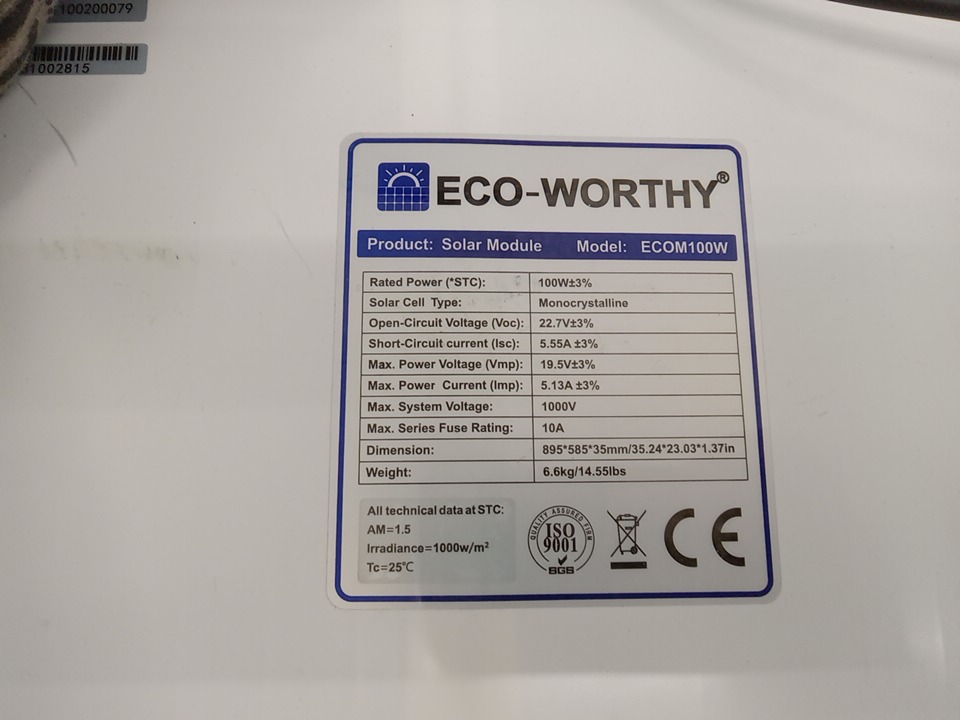 100200079
1002815
ECO-WORTHY®
Product: Solar Module Model: ECOM100W
Rated Power (*STC): 100W±3%
Solar Cell Type: Monocrystalline
Open-Circuit Voltage (Voc): 22.7V±3%
Short-Circuit current (Isc): 5.55A ±3%
Max. Power Voltage (Vmp): 19.5V±3%
Max. Power Current (Imp): 5.13A ±3%
Max. System Voltage: 1000V
Max. Series Fuse Rating: 10A
Dimension: 895*585*35mm/35.24*23.03*1.37in
Weight: 6.6kg/14.55lbs
All technical data at STC:
AM=1.5
Irradiance=1000w/m²
Tc=25℃
QUALITY ASSURED FIRM
ISO
9001
SGS
CE